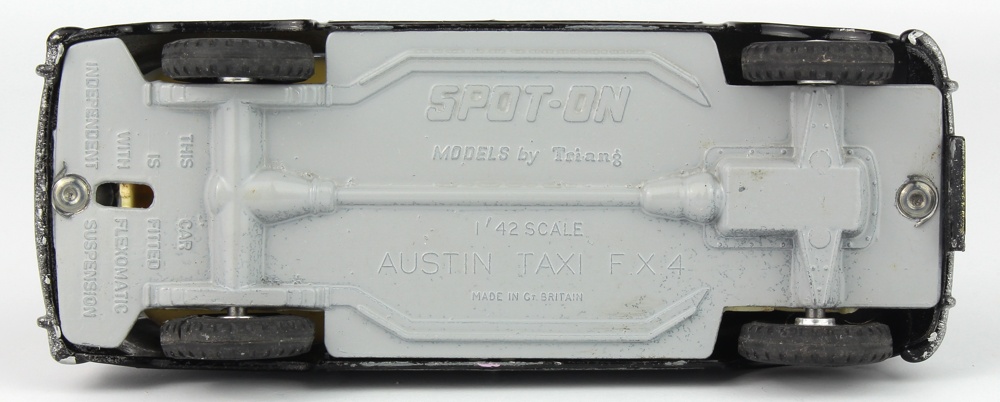 SPOT-ON
MODELS by Triang
1/42 SCALE
AUSTIN TAXI F X 4
MADE IN GT. BRITAIN
THIS CAR
IS FITTED
WITH FLEXOMATIC
INDEPENDENT SUSPENSION